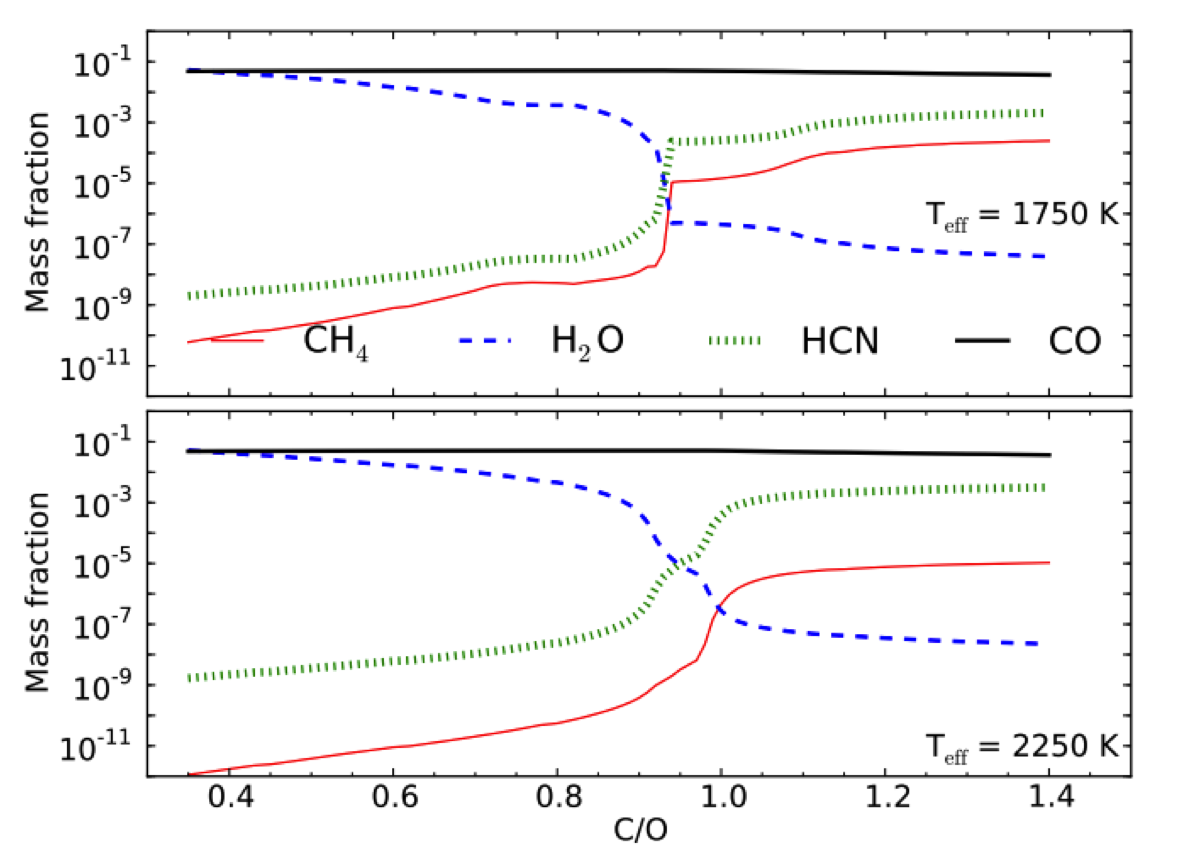 Mass fraction
10⁻¹
10⁻³
10⁻⁵
10⁻⁷
10⁻⁹
10⁻¹¹
T_eff = 1750 K
CH₄ H₂O HCN CO
Mass fraction
10⁻¹
10⁻³
10⁻⁵
10⁻⁷
10⁻⁹
10⁻¹¹
T_eff = 2250 K
0.4 0.6 0.8 1.0 1.2 1.4
C/O